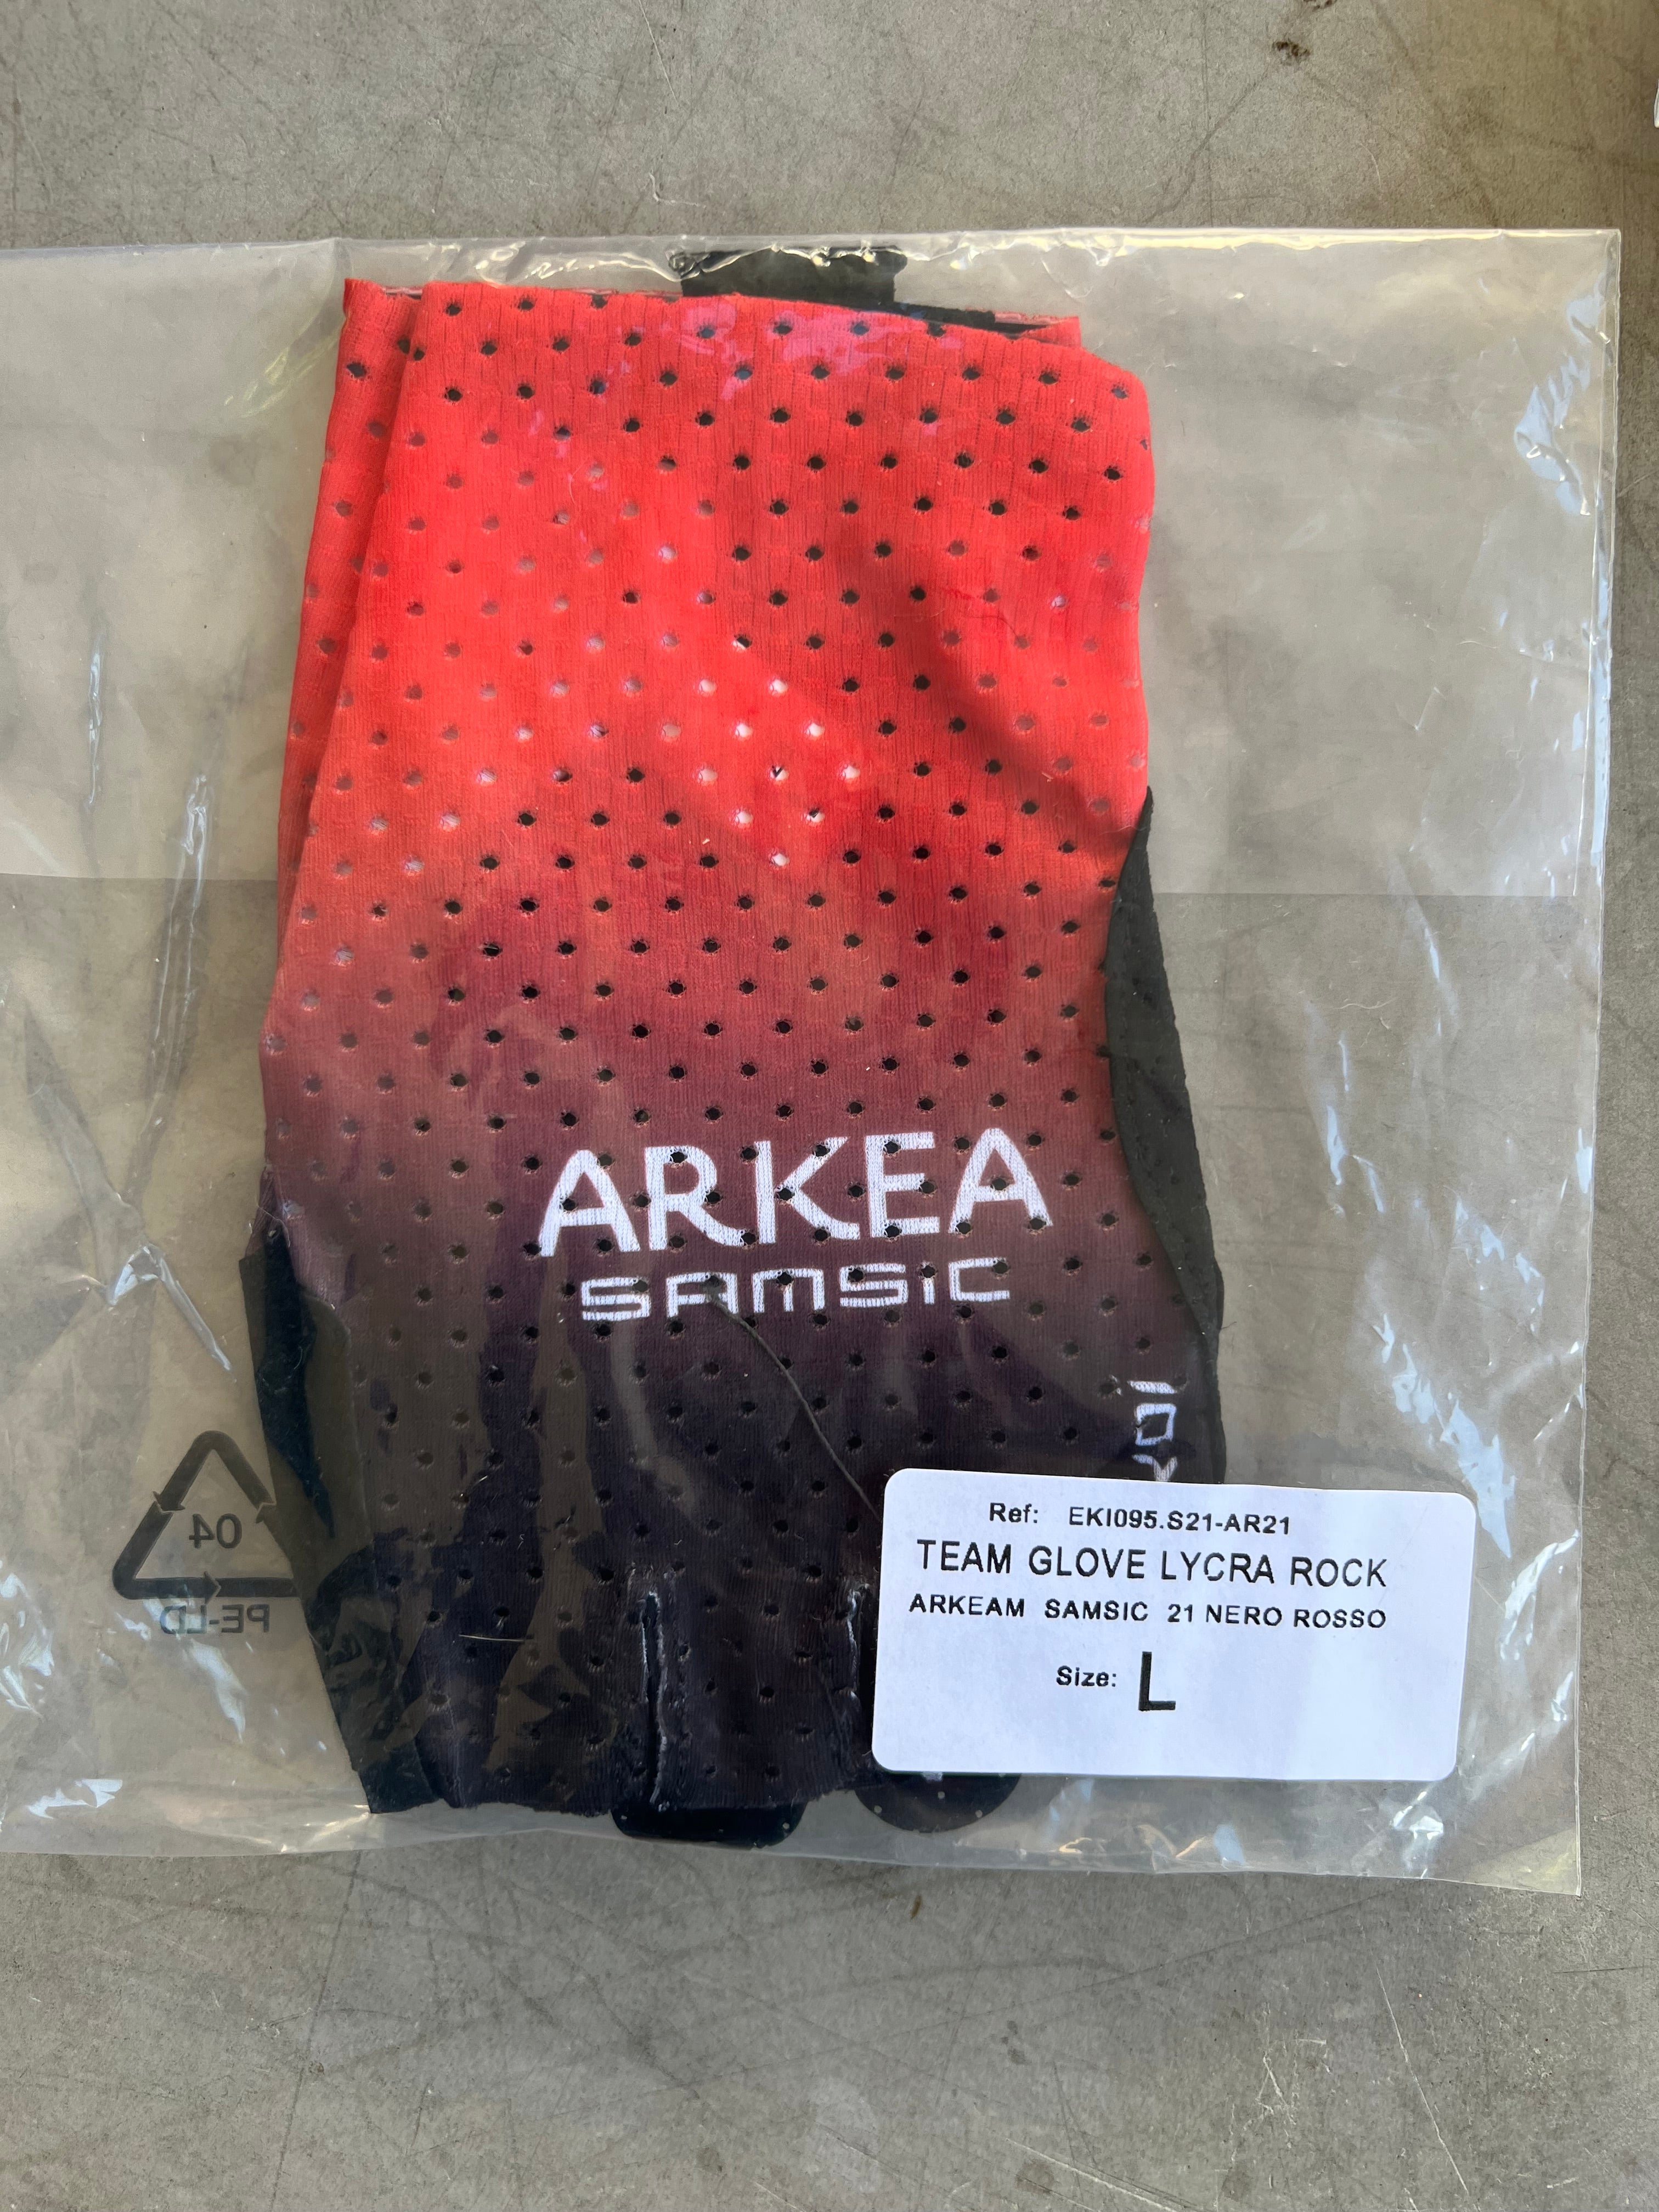 ARKEA
SAMSIC
KOI
04
PE-LD
Ref: EKI095.S21-AR21
TEAM GLOVE LYCRA ROCK
ARKEAM SAMSIC 21 NERO ROSSO
Size: L